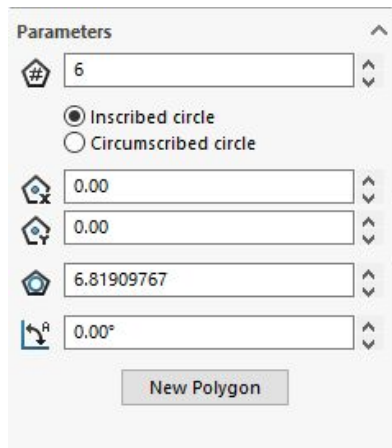 Parameters
#
6
Inscribed circle
Circumscribed circle
X
0.00
Y
0.00
6.81909767
A
0.00°
New Polygon